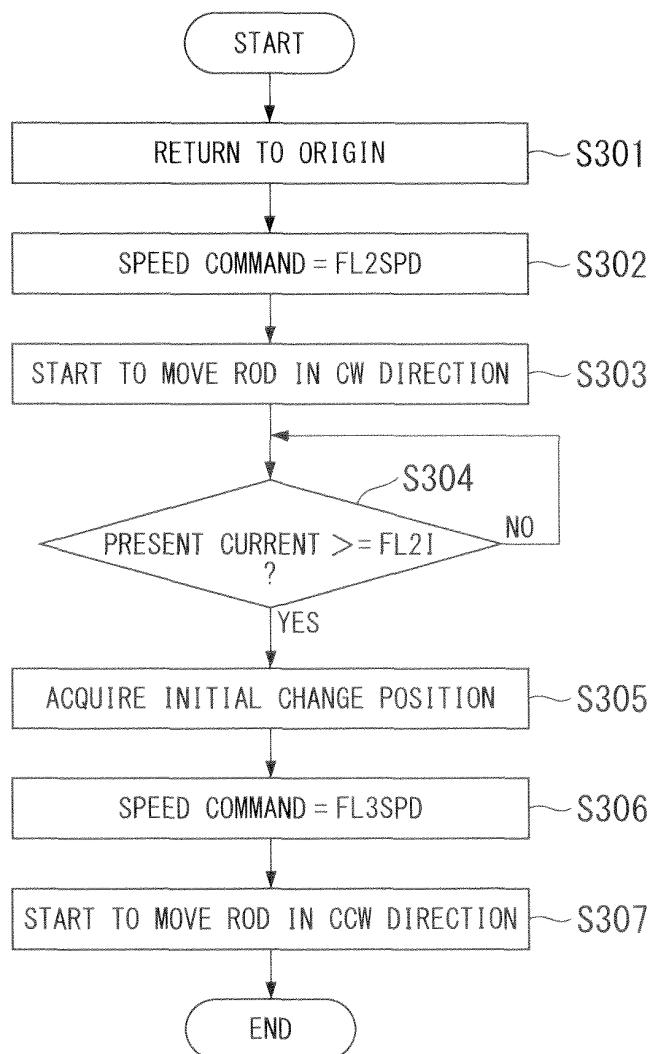 START
RETURN TO ORIGIN
S301
SPEED COMMAND = FL2SPD
S302
START TO MOVE ROD IN CW DIRECTION
S303
S304
PRESENT CURRENT >= FL2I
?
NO
YES
ACQUIRE INITIAL CHANGE POSITION
S305
SPEED COMMAND = FL3SPD
S306
START TO MOVE ROD IN CCW DIRECTION
S307
END